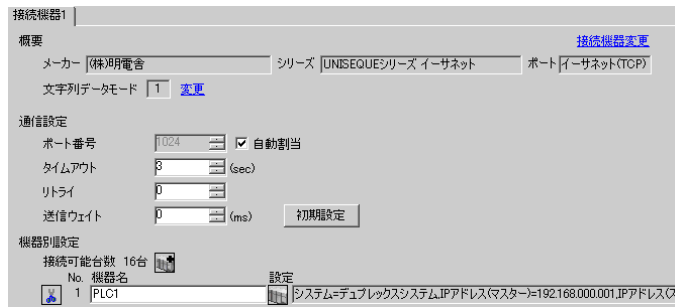 接続機器1
概要 接続機器変更
メーカー (株)明電舎 シリーズ UNISEQUEシリーズ イーサネット ポート イーサネット(TCP)
文字列データモード 1 変更
通信設定
ポート番号 1024 自動割当
タイムアウト 3 (sec)
リトライ 0
送信ウェイト 0 (ms) 初期設定
機器別設定
接続可能台数 16台
No. 機器名 設定
1 PLC1 システム=デュプレックスシステム,IPアドレス(マスター)=192.168.000.001,IPアドレス(ス